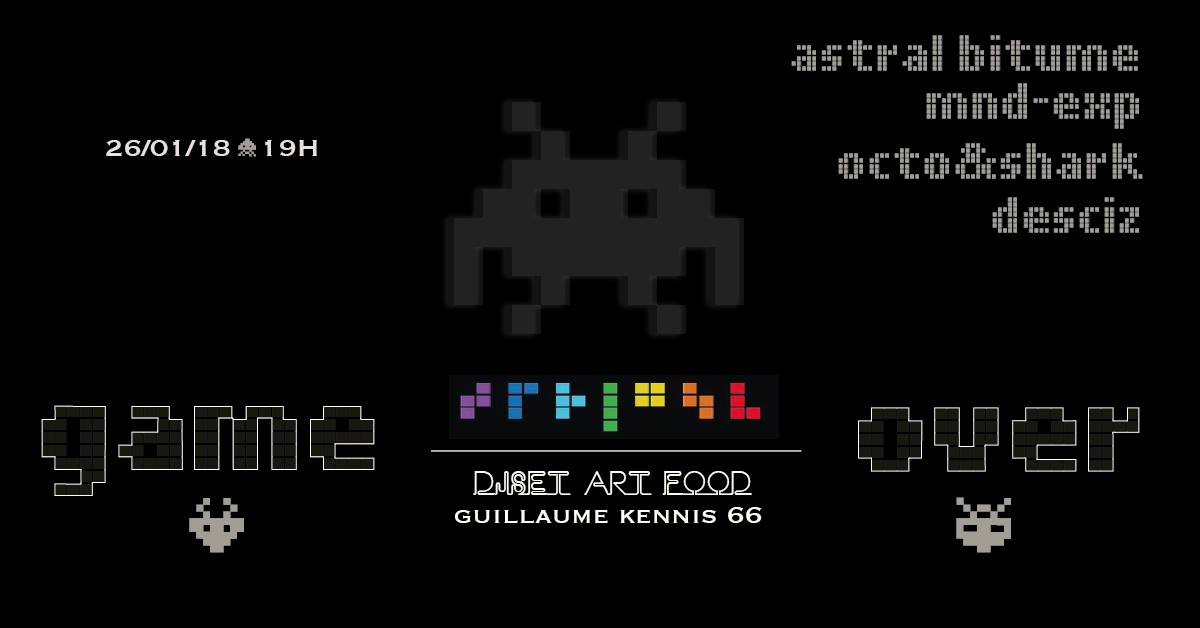 astral bitume
mnd-exp
octo&shark
desciz
26/01/18 19H
game over
DJSET ART FOOD
GUILLAUME KENNIS 66